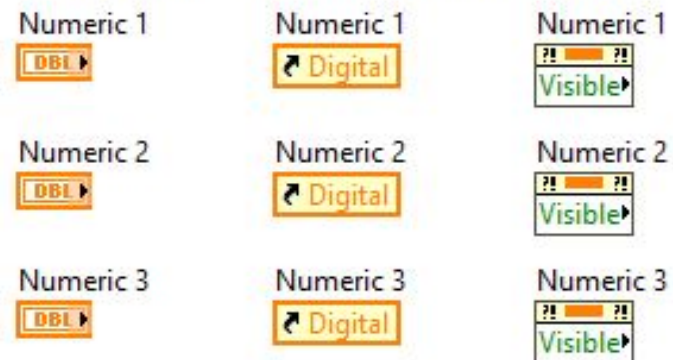 Numeric 1 Numeric 1 Numeric 1
DBL Digital ?! ?!
Visible
Numeric 2 Numeric 2 Numeric 2
DBL Digital ?! ?!
Visible
Numeric 3 Numeric 3 Numeric 3
DBL Digital ?! ?!
Visible